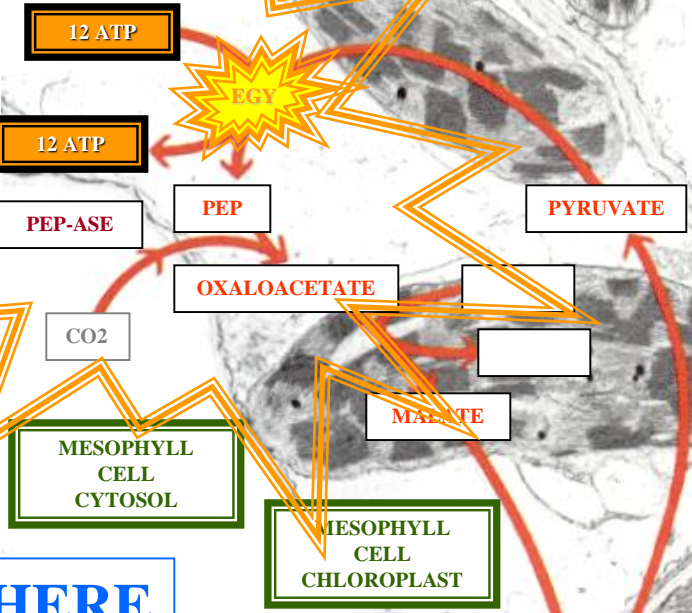 12 ATP
EGY
12 ATP
PEP
PEP-ASE
PYRUVATE
OXALOACETATE
CO2
MALATE
MESOPHYLL
CELL
CYTOSOL
MESOPHYLL
CELL
CHLOROPLAST
HERE